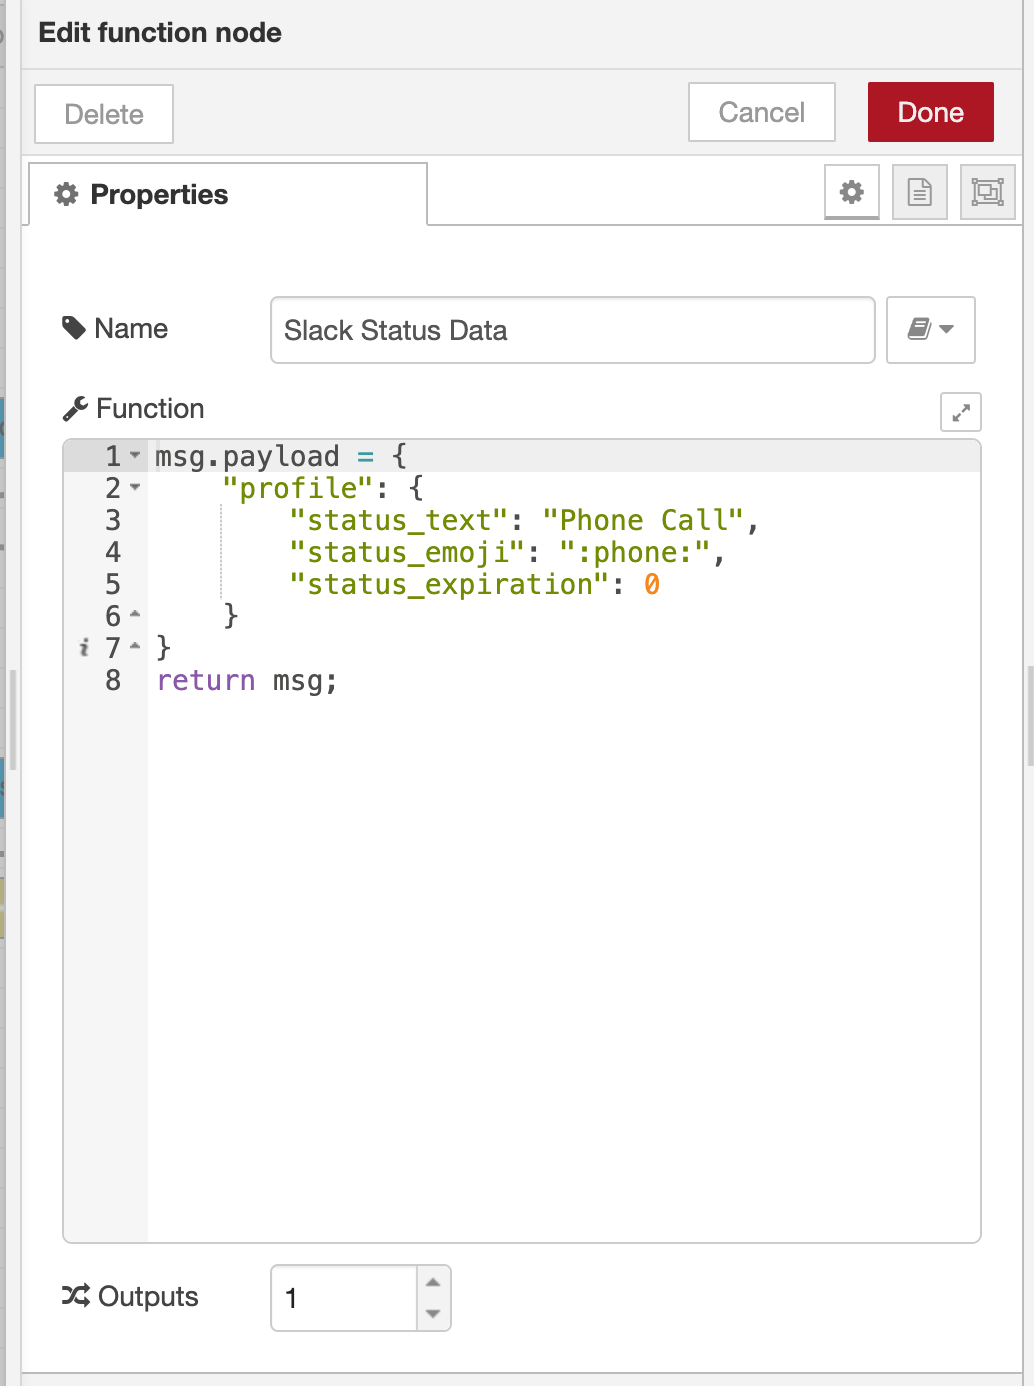 Edit function node
Delete
Cancel
Done
Properties
Name
Slack Status Data
Function
1 msg.payload = {
2     "profile": {
3         "status_text": "Phone Call",
4         "status_emoji": ":phone:",
5         "status_expiration": 0
6     }
i 7 }
8 return msg;
Outputs
1